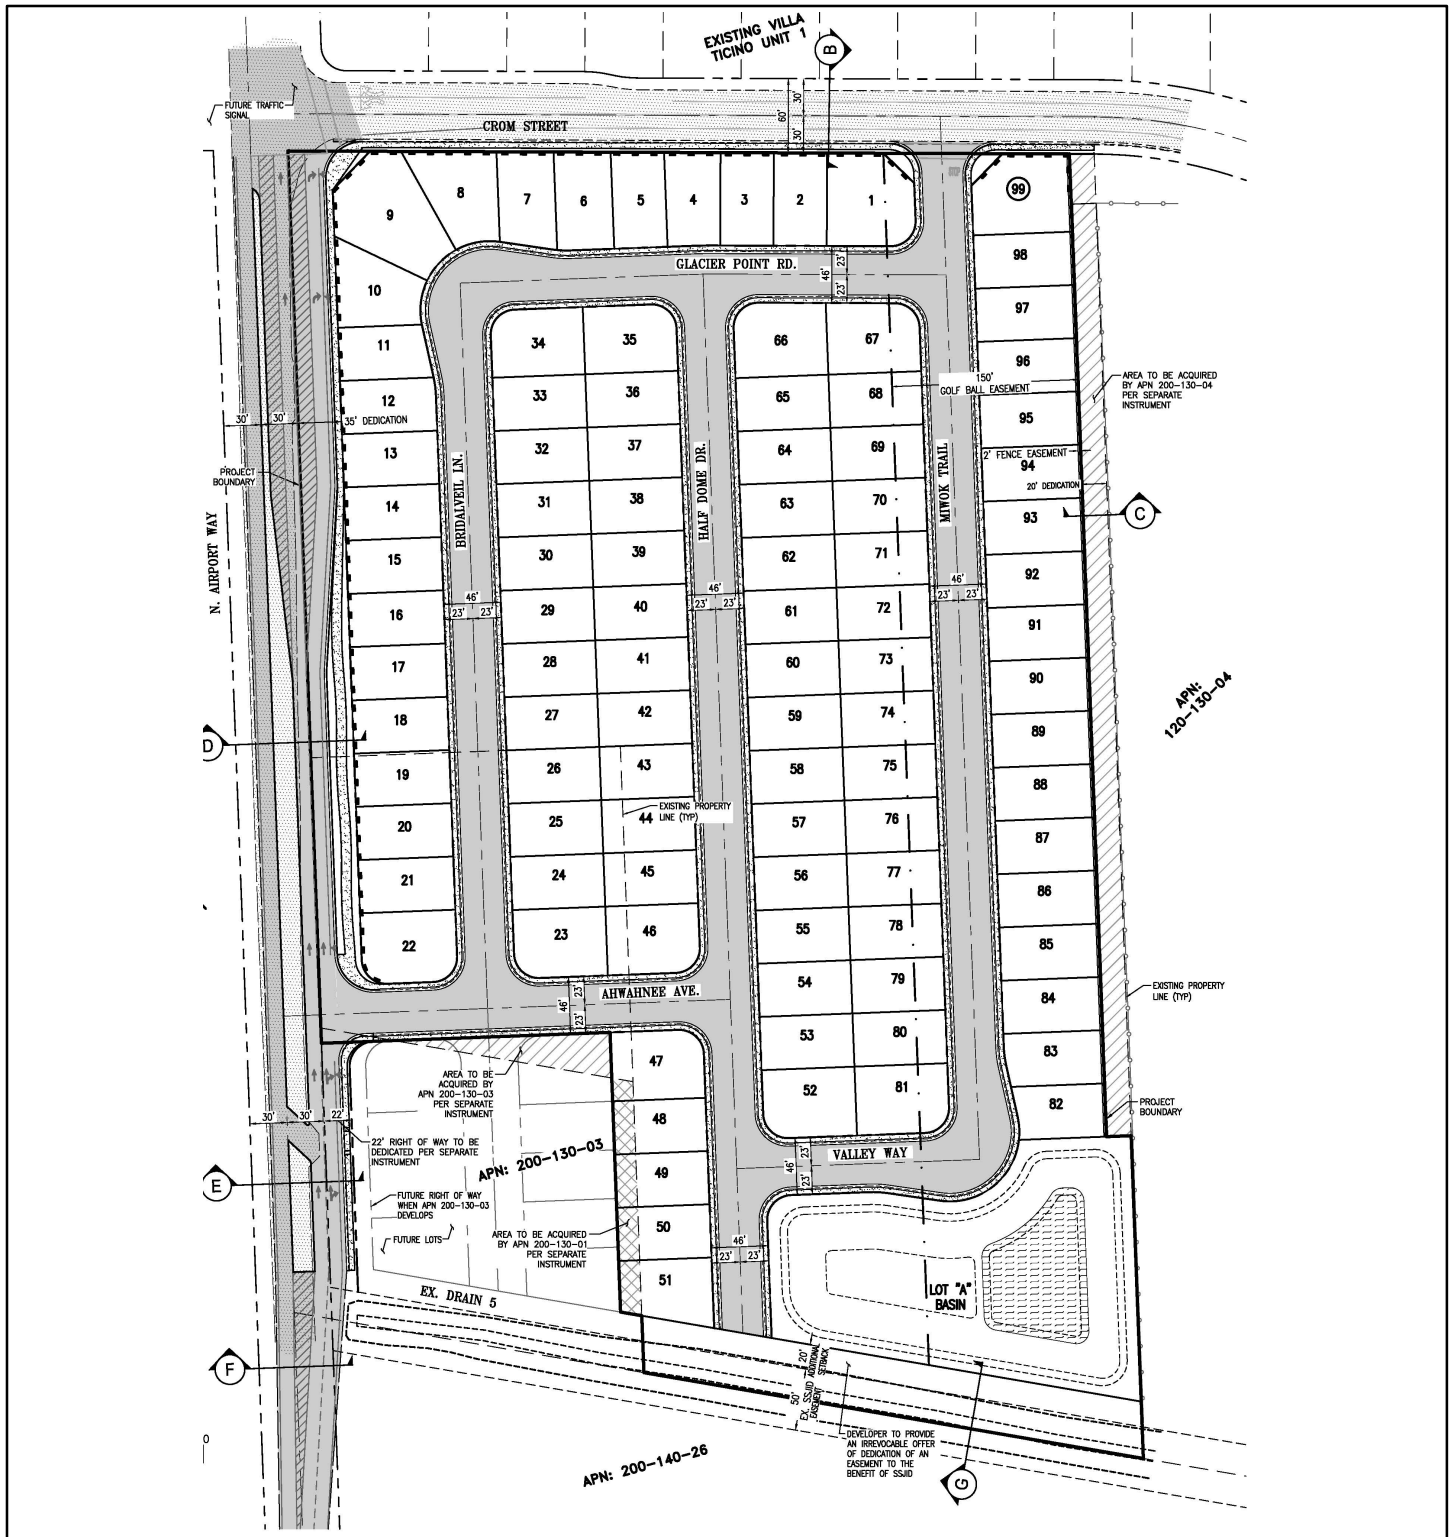 EXISTING VILLA
TICINO UNIT 1
B
FUTURE TRAFFIC
SIGNAL
CROM STREET
60'
30'
30'
9
8
7
6
5
4
3
2
1
99
GLACIER POINT RD.
46'
23'
23'
10
11
12
13
14
15
16
17
18
19
20
21
22
34
35
33
36
32
37
31
38
30
39
29
40
28
41
27
42
26
43
25
44
24
45
23
46
66
67
65
68
64
69
63
70
62
71
61
72
60
73
59
74
58
75
57
76
56
77
55
78
54
79
53
80
52
81
98
97
96
95
94
93
92
91
90
89
88
87
86
85
84
83
82
150'
GOLF BALL EASEMENT
AREA TO BE ACQUIRED
BY APN 200-130-04
PER SEPARATE
INSTRUMENT
30'
30'
35' DEDICATION
PROJECT
BOUNDARY
2' FENCE EASEMENT
20' DEDICATION
C
N. AIRPORT WAY
BRIDALVEIL LN.
HALF DOME DR.
MIWOK TRAIL
46'
23'
23'
46'
23'
23'
46'
23'
23'
APN:
120-130-04
D
EXISTING PROPERTY
LINE (TYP)
EXISTING PROPERTY
LINE (TYP)
AHWAHNEE AVE.
46'
23'
23'
47
48
49
50
51
AREA TO BE
ACQUIRED BY
APN 200-130-03
PER SEPARATE
INSTRUMENT
PROJECT
BOUNDARY
30'
30'
22'
22' RIGHT OF WAY TO BE
DEDICATED PER SEPARATE
INSTRUMENT
APN: 200-130-03
VALLEY WAY
46'
23'
23'
E
FUTURE RIGHT OF WAY
WHEN APN 200-130-03
DEVELOPS
FUTURE LOTS
AREA TO BE ACQUIRED
BY APN 200-130-01
PER SEPARATE
INSTRUMENT
46'
23'
23'
LOT "A"
BASIN
EX. DRAIN 5
F
20'
ADDITIONAL
SETBACK
50'
EX. SSJID
EASEMENT
DEVELOPER TO PROVIDE
AN IRREVOCABLE OFFER
OF DEDICATION OF AN
EASEMENT TO THE
BENEFIT OF SSJID
G
APN: 200-140-26
0